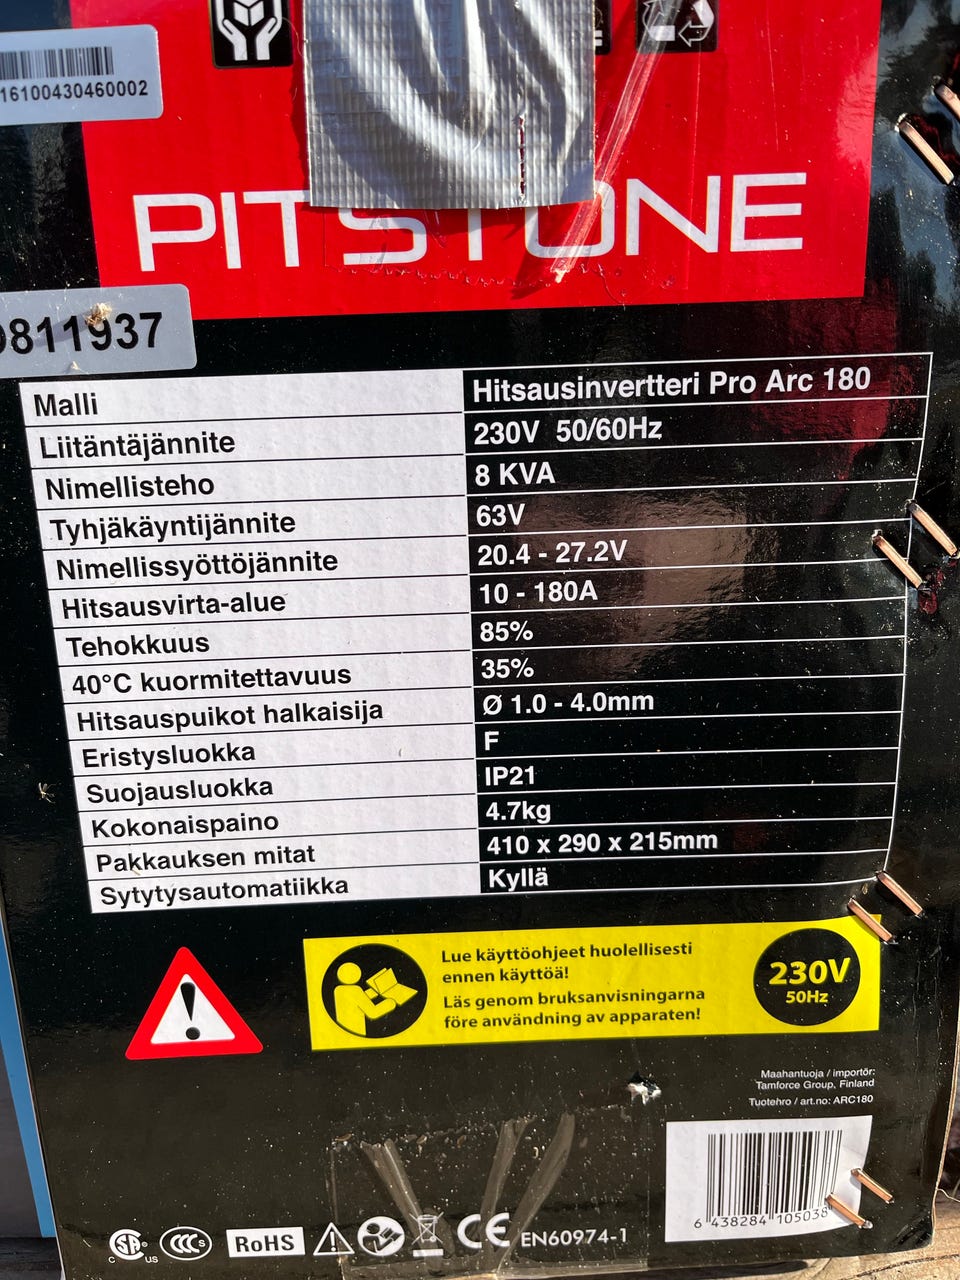 16100430460002
PITSTONE
0811937
Malli Hitsausinvertteri Pro Arc 180
Liitäntäjännite 230V 50/60Hz
Nimellisteho 8 KVA
Tyhjäkäyntijännite 63V
Nimellissyöttöjännite 20.4 - 27.2V
Hitsausvirta-alue 10 - 180A
Tehokkuus 85%
40°C kuormitettavuus 35%
Hitsauspuikot halkaisija Ø 1.0 - 4.0mm
Eristysluokka F
Suojausluokka IP21
Kokonaispaino 4.7kg
Pakkauksen mitat 410 x 290 x 215mm
Sytytysautomatiikka Kyllä
Lue käyttöohjeet huolellisesti
ennen käyttöä!
Läs genom bruksanvisningarna
före användning av apparaten!
230V
50Hz
Maahantuoja / importör:
Tamforce Group, Finland
Tuotehro / art.no: ARC180
6 438284 105038
SA C US
CCC S
RoHS
CE
EN60974-1